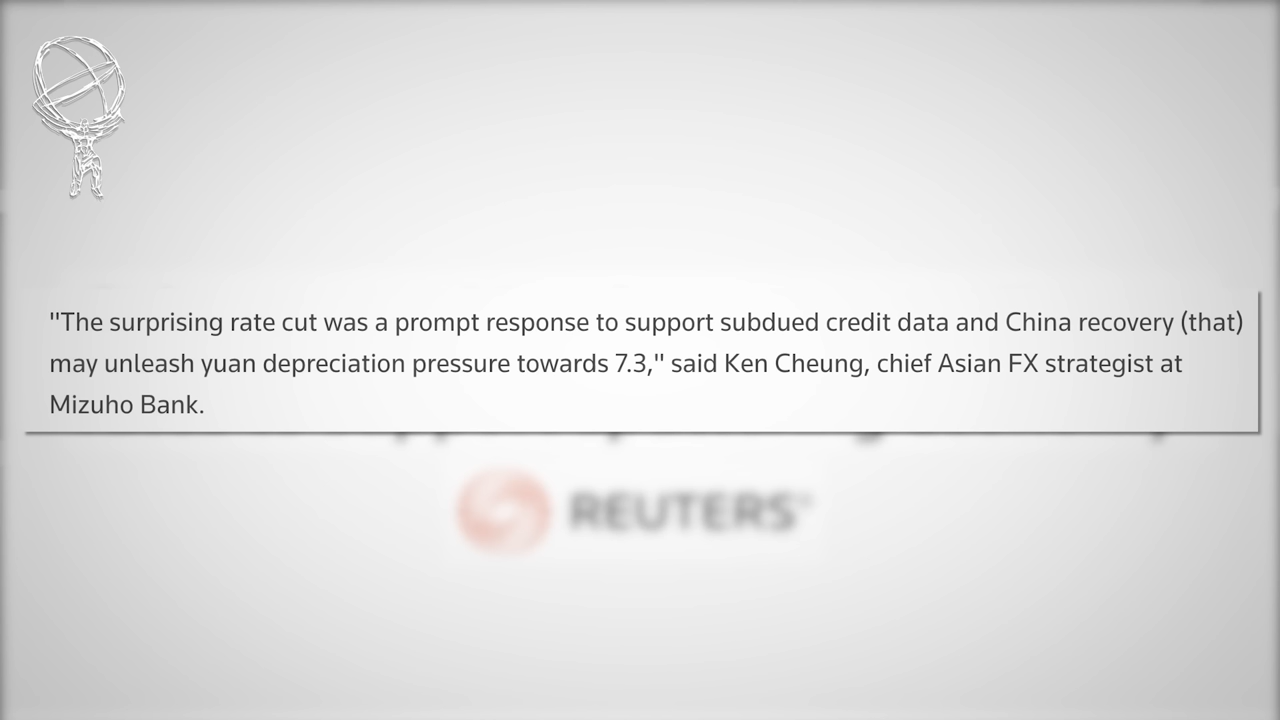 "The surprising rate cut was a prompt response to support subdued credit data and China recovery (that)
may unleash yuan depreciation pressure towards 7.3," said Ken Cheung, chief Asian FX strategist at
Mizuho Bank.
REUTERS